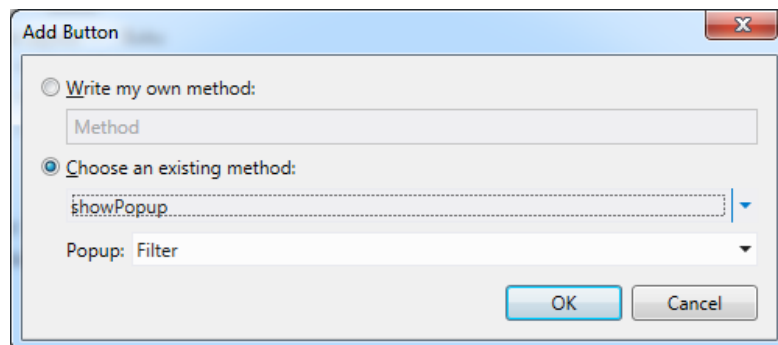 Add Button
Write my own method:
Method
Choose an existing method:
showPopup
Popup: Filter
OK Cancel